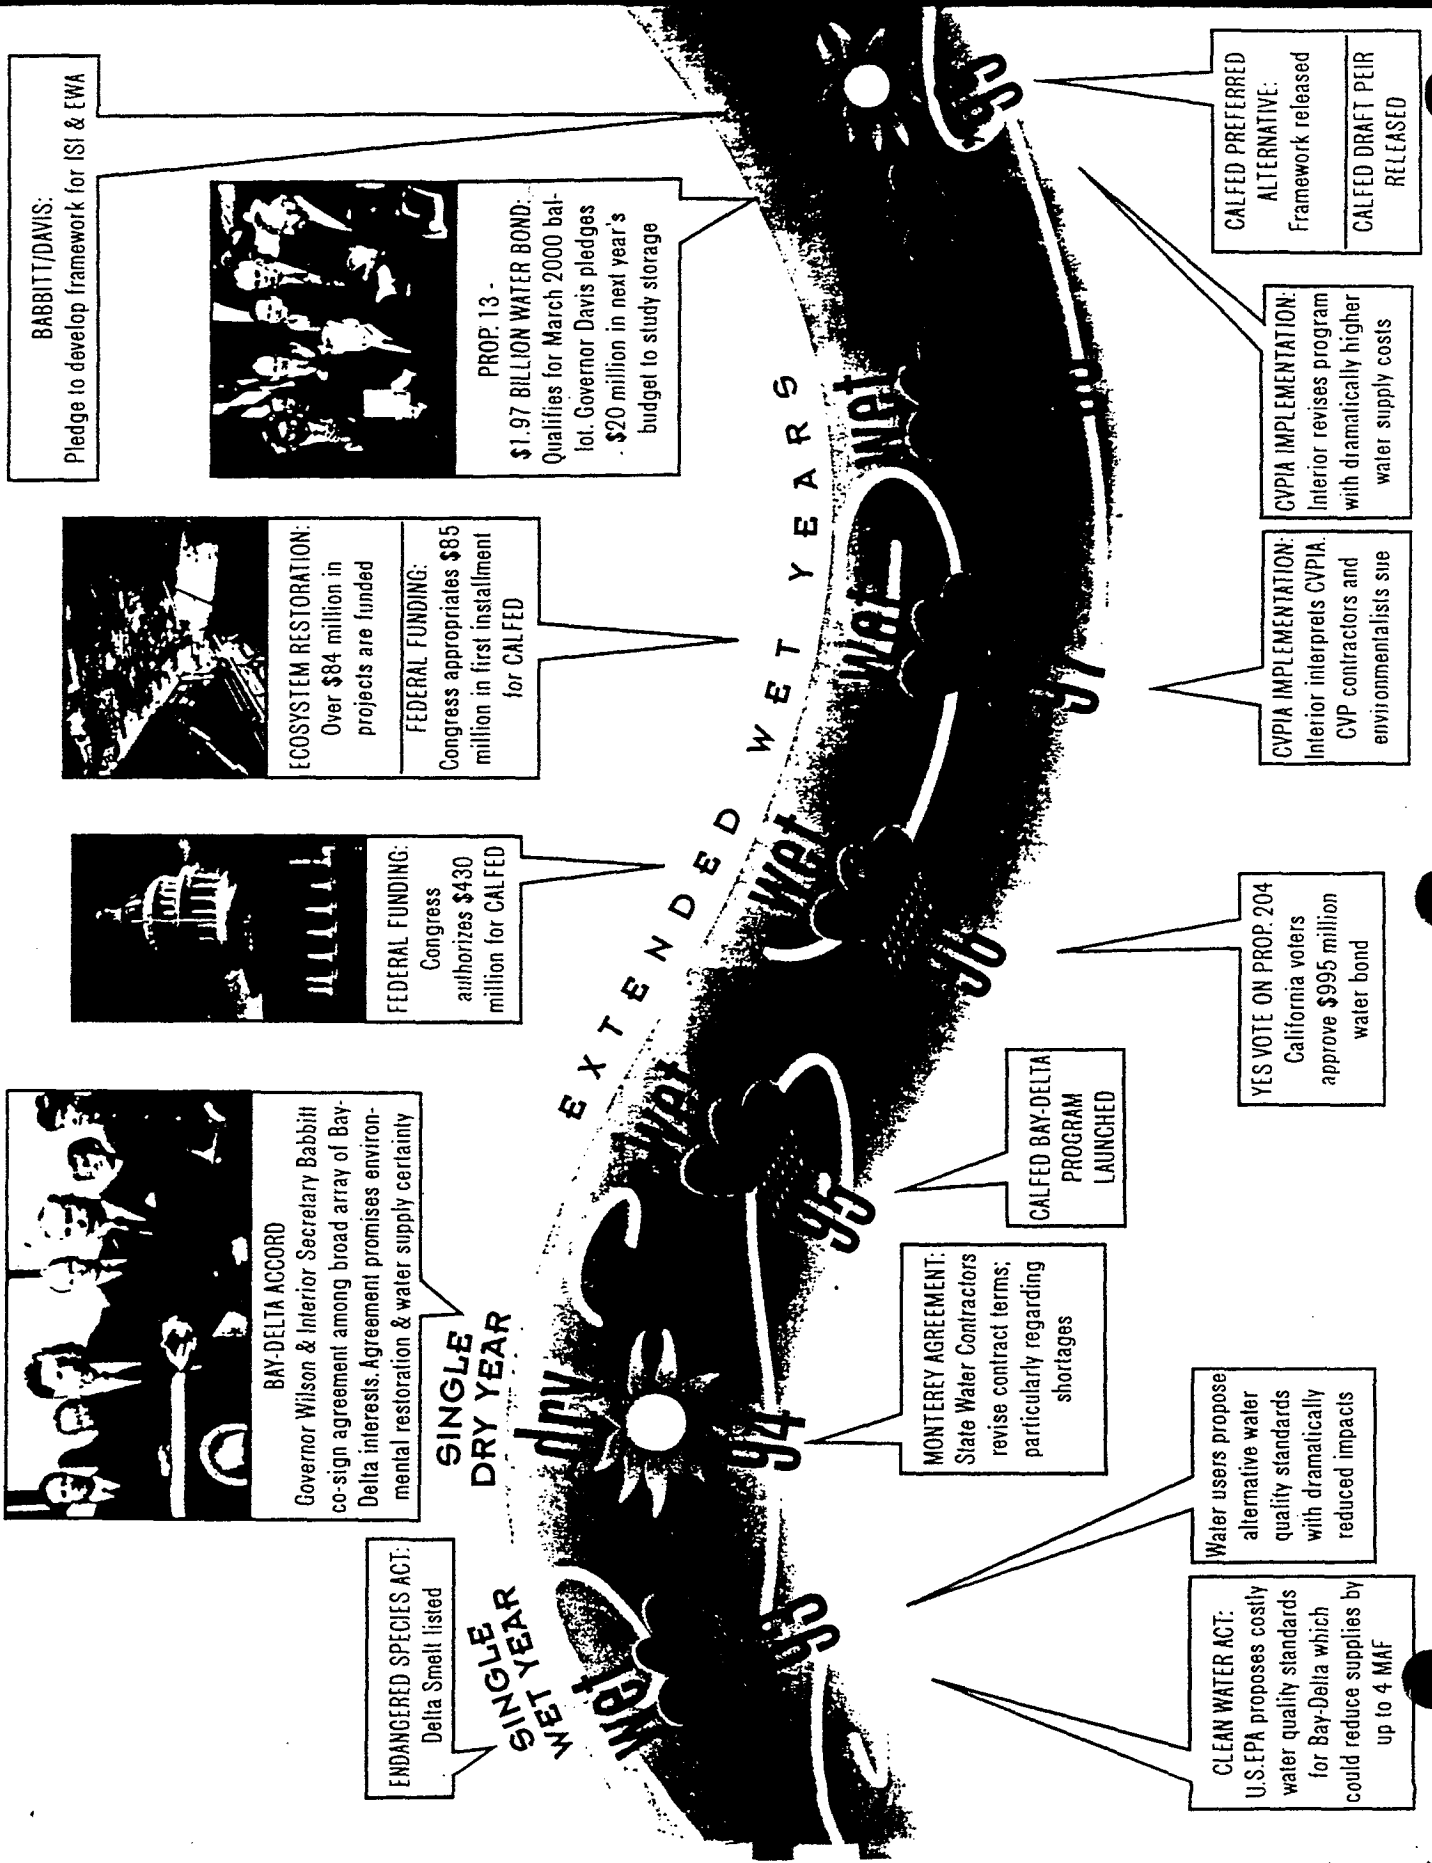 ENDANGERED SPECIES ACT:
Delta Smelt listed
BAY-DELTA ACCORD
Governor Wilson & Interior Secretary Babbitt
co-sign agreement among broad array of Bay-
Delta interests. Agreement promises environ-
mental restoration & water supply certainty
FEDERAL FUNDING:
Congress
authorizes $430
million for CALFED
ECOSYSTEM RESTORATION:
Over $84 million in
projects are funded
FEDERAL FUNDING:
Congress appropriates $85
million in first installment
for CALFED
PROP. 13 -
$1.97 BILLION WATER BOND:
Qualifies for March 2000 bal-
lot. Governor Davis pledges
$20 million in next year's
budget to study storage
BABBITT/DAVIS:
Pledge to develop framework for ISI & EWA
SINGLE
WET YEAR
SINGLE
DRY YEAR
EXTENDED WET YEARS
wet
dry
wet
wet
wet
wet
93
94
95
96
97
99
CLEAN WATER ACT:
U.S.EPA proposes costly
water quality standards
for Bay-Delta which
could reduce supplies by
up to 4 MAF
Water users propose
alternative water
quality standards
with dramatically
reduced impacts
MONTEREY AGREEMENT:
State Water Contractors
revise contract terms;
particularly regarding
shortages
CALFED BAY-DELTA
PROGRAM
LAUNCHED
YES VOTE ON PROP. 204
California voters
approve $995 million
water bond
CVPIA IMPLEMENTATION:
Interior interprets CVPIA.
CVP contractors and
environmentalists sue
CVPIA IMPLEMENTATION:
Interior revises program
with dramatically higher
water supply costs
CALFED PREFERRED
ALTERNATIVE:
Framework released
CALFED DRAFT PEIR
RELEASED